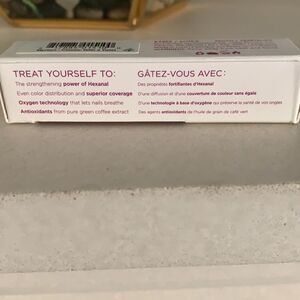 TREAT YOURSELF TO:
The strengthening power of Hexanal
Even color distribution and superior coverage
Oxygen technology that lets nails breathe
Antioxidants from pure green coffee extract
GÂTEZ-VOUS AVEC:
Des propriétés fortifiantes d'Hexanal
D'une diffusion et d'une couverture de couleur sans égale
D'une technologie à base d'oxygène qui préserve la santé de vos ongles
Des agents antioxidants de l'huile de grain de café vert